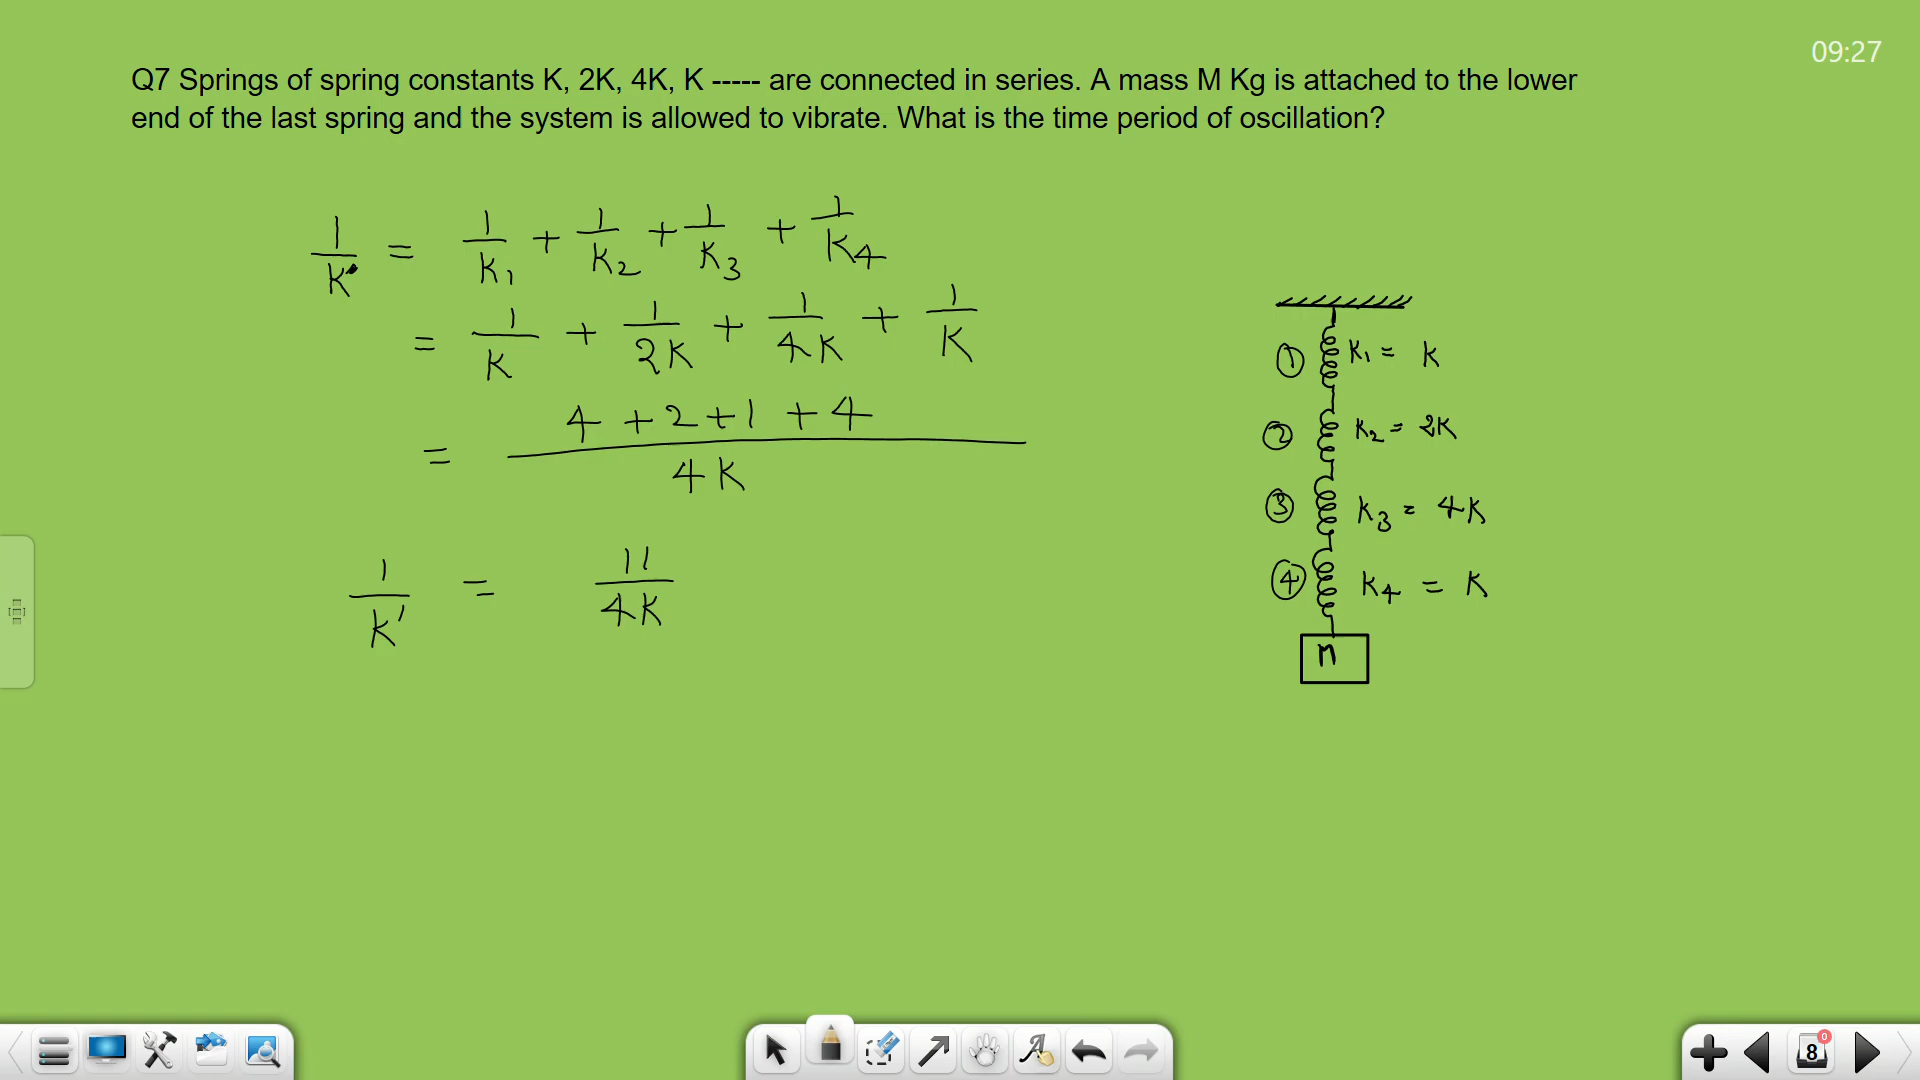 09:27
Q7 Springs of spring constants K, 2K, 4K, K ----- are connected in series. A mass M Kg is attached to the lower
end of the last spring and the system is allowed to vibrate. What is the time period of oscillation?
1/K' = 1/K₁ + 1/K₂ + 1/K₃ + 1/K₄
= 1/K + 1/2K + 1/4K + 1/K
= 4 + 2 + 1 + 4 / 4K
1/K' = 11/4K
① K₁ = K
② K₂ = 2K
③ K₃ = 4K
④ K₄ = K
M
8
0